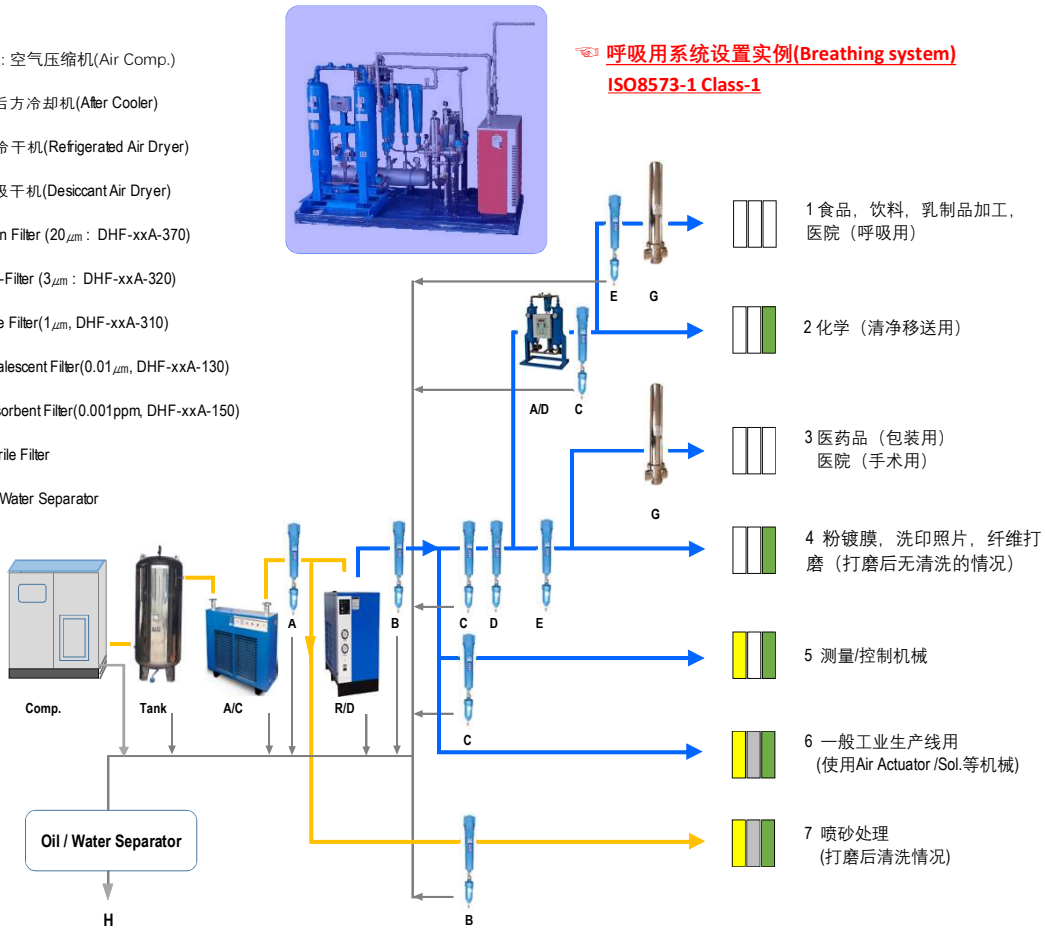 : 空气压缩机(Air Comp.)
后方冷却机(After Cooler)
冷干机(Refrigerated Air Dryer)
吸干机(Desiccant Air Dryer)
n Filter (20㎛ : DHF-xxA-370)
-Filter (3㎛ : DHF-xxA-320)
e Filter(1㎛, DHF-xxA-310)
alescent Filter(0.01㎛, DHF-xxA-130)
sorbent Filter(0.001ppm, DHF-xxA-150)
rile Filter
Water Separator
☜ 呼吸用系统设置实例(Breathing system)
ISO8573-1 Class-1
1 食品，饮料，乳制品加工，
医院（呼吸用）
E G
2 化学（清净移送用）
A/D C
3 医药品（包装用）
医院（手术用）
G
4 粉镀膜，洗印照片，纤维打
磨（打磨后无清洗的情况）
A B C D E
5 测量/控制机械
Comp. Tank A/C R/D
C
6 一般工业生产线用
(使用Air Actuator /Sol.等机械)
Oil / Water Separator
7 喷砂处理
(打磨后清洗情况)
H
B